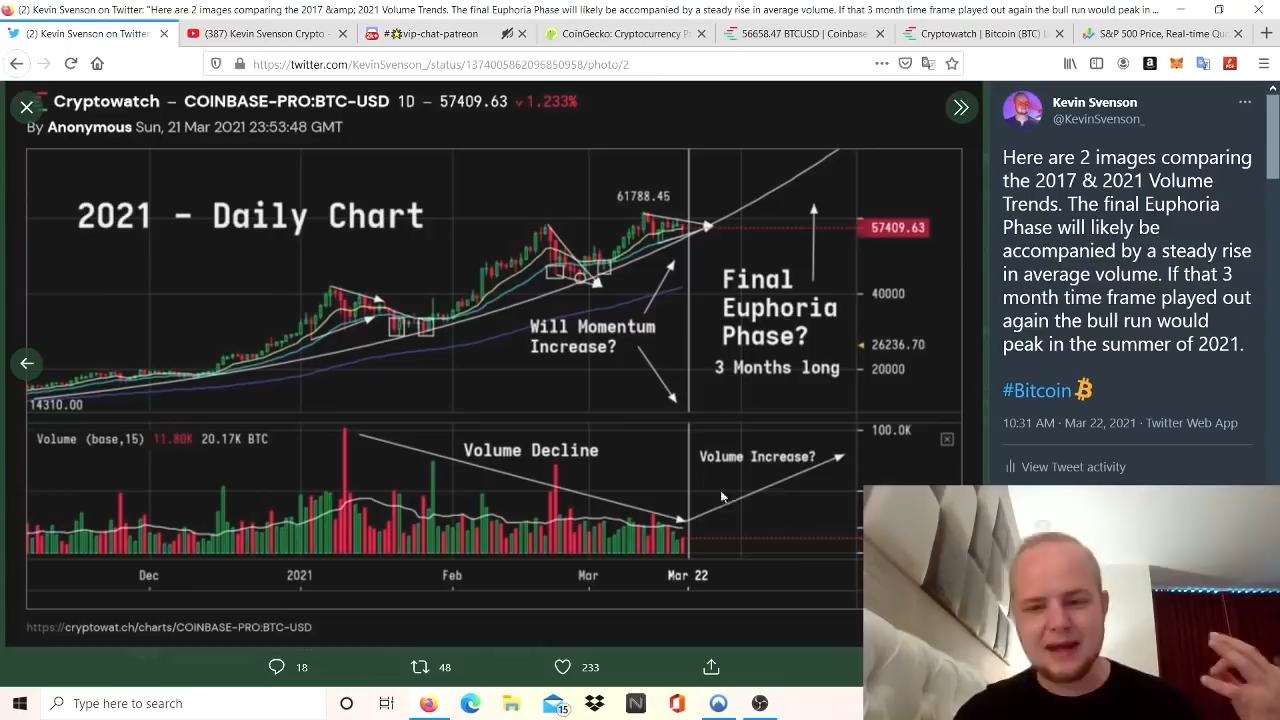 (2) Kevin Svenson on Twitter: "Here are 2 images comparing the 2017 &amp; 2021 Volume Trends. The final Euphoria Phase will likely be accompanied by a steady rise in average volume. If that 3 month time frame played out again the bull run would peak in ...
(2) Kevin Svenson on Twitter
(387) Kevin Svenson Crypto -
vip-chat-patreon
CoinGecko: Cryptocurrency P
56658.47 BTCUSD | Coinbase
Cryptowatch | Bitcoin (BTC) L
S&P 500 Price, Real-time Quo
https://twitter.com/KevinSvenson_/status/1374005862096850958/photo/2
Cryptowatch – COINBASE-PRO:BTC-USD 1D – 57409.63 ▾ 1.233%
By Anonymous Sun, 21 Mar 2021 23:53:48 GMT
2021 - Daily Chart
61788.45
57409.63
Final
Euphoria
Phase?
3 Months long
Will Momentum
Increase?
40000
26236.70
20000
14310.00
Volume (base,15) 11.80K 20.17K BTC
Volume Decline
Volume Increase?
100.0K
Dec
2021
Feb
Mar
Mar 22
https://cryptowat.ch/charts/COINBASE-PRO:BTC-USD
18
48
233
Kevin Svenson
@KevinSvenson_
Here are 2 images comparing
the 2017 & 2021 Volume
Trends. The final Euphoria
Phase will likely be
accompanied by a steady rise
in average volume. If that 3
month time frame played out
again the bull run would
peak in the summer of 2021.
#Bitcoin
10:31 AM · Mar 22, 2021 · Twitter Web App
View Tweet activity
Type here to search
15